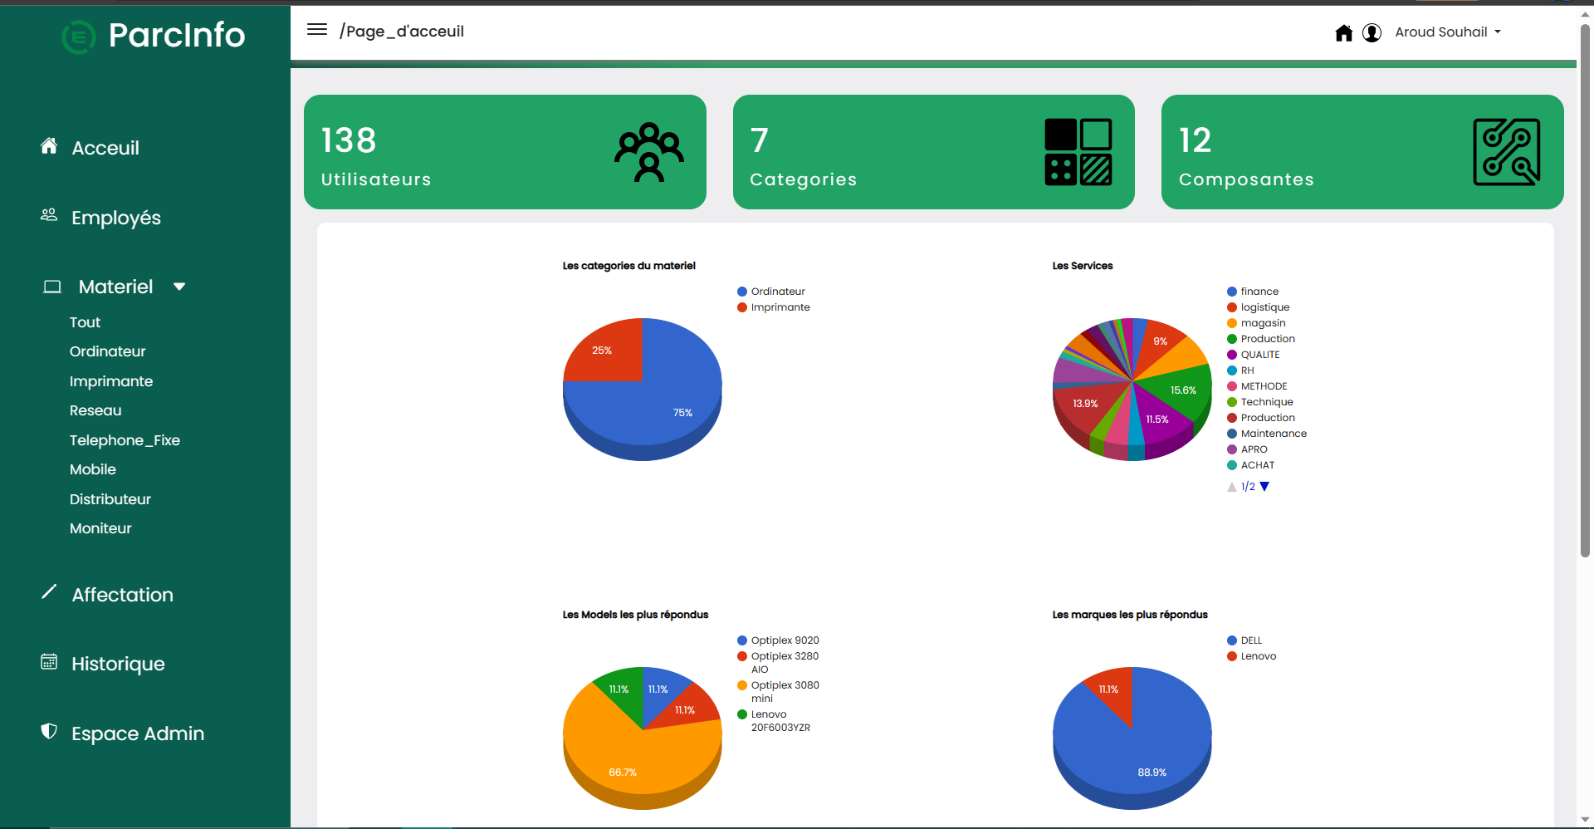 ParcInfo
/Page_d'acceuil
Aroud Souhail
Acceuil
Employés
Materiel
Tout
Ordinateur
Imprimante
Reseau
Telephone_Fixe
Mobile
Distributeur
Moniteur
Affectation
Historique
Espace Admin
138
Utilisateurs
7
Categories
12
Composantes
Les categories du materiel
Ordinateur
Imprimante
25%
75%
Les Services
finance
logistique
magasin
Production
QUALITE
RH
METHODE
Technique
Production
Maintenance
APRO
ACHAT
1/2
9%
15.6%
11.5%
13.9%
Les Models les plus répondus
Optiplex 9020
Optiplex 3280
AIO
Optiplex 3080
mini
Lenovo
20F6003YZR
11.1%
11.1%
11.1%
66.7%
Les marques les plus répondus
DELL
Lenovo
11.1%
88.9%